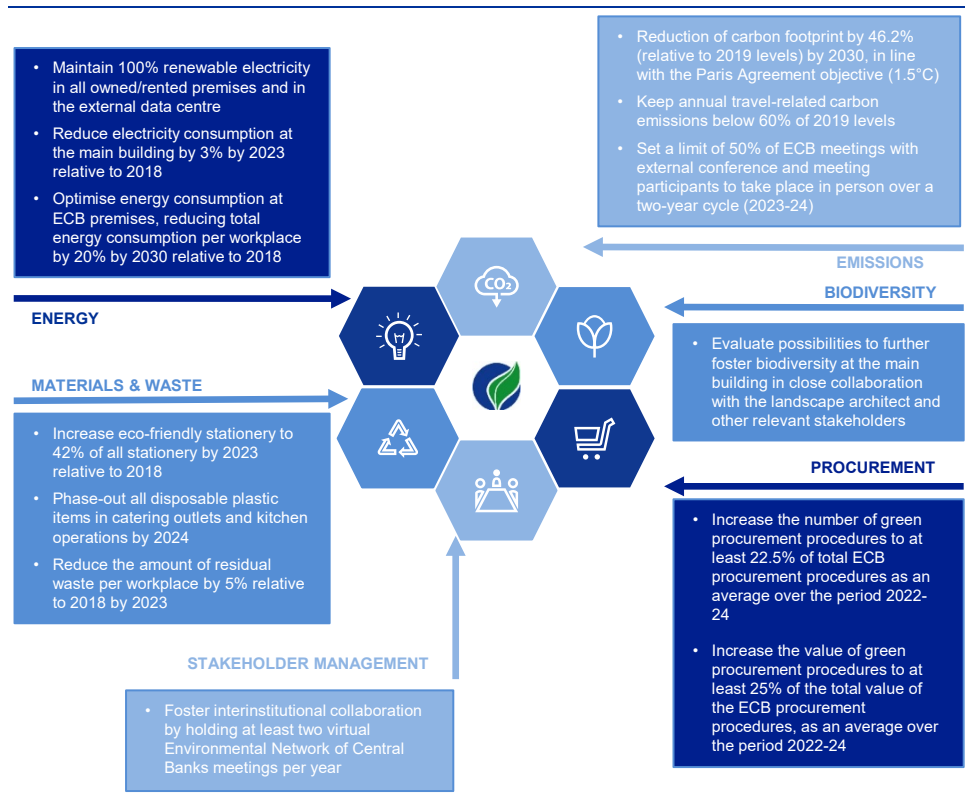 • Maintain 100% renewable electricity
in all owned/rented premises and in
the external data centre
• Reduce electricity consumption at
the main building by 3% by 2023
relative to 2018
• Optimise energy consumption at
ECB premises, reducing total
energy consumption per workplace
by 20% by 2030 relative to 2018
ENERGY
• Reduction of carbon footprint by 46.2%
(relative to 2019 levels) by 2030, in line
with the Paris Agreement objective (1.5°C)
• Keep annual travel-related carbon
emissions below 60% of 2019 levels
• Set a limit of 50% of ECB meetings with
external conference and meeting
participants to take place in person over a
two-year cycle (2023-24)
EMISSIONS
CO₂
BIODIVERSITY
• Evaluate possibilities to further
foster biodiversity at the main
building in close collaboration
with the landscape architect and
other relevant stakeholders
MATERIALS & WASTE
• Increase eco-friendly stationery to
42% of all stationery by 2023
relative to 2018
• Phase-out all disposable plastic
items in catering outlets and kitchen
operations by 2024
• Reduce the amount of residual
waste per workplace by 5% relative
to 2018 by 2023
PROCUREMENT
• Increase the number of green
procurement procedures to at
least 22.5% of total ECB
procurement procedures as an
average over the period 2022-
24
• Increase the value of green
procurement procedures to at
least 25% of the total value of
the ECB procurement
procedures, as an average over
the period 2022-24
STAKEHOLDER MANAGEMENT
• Foster interinstitutional collaboration
by holding at least two virtual
Environmental Network of Central
Banks meetings per year